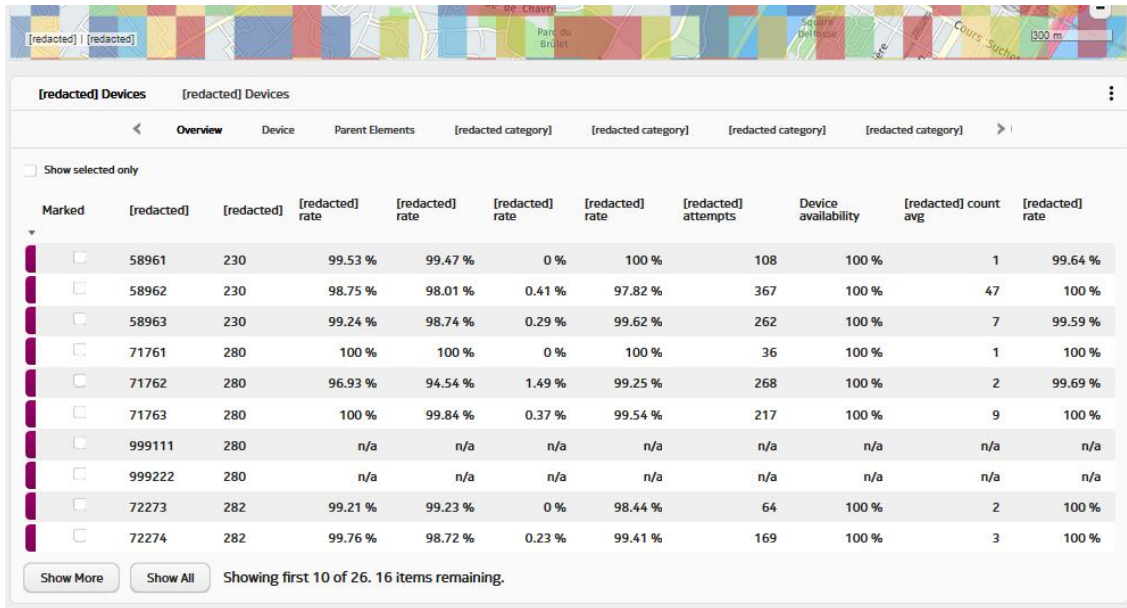 de Chavril
Parc du
Brûlet
Square
Delfosse
Cours Suchet
ère
[redacted] | [redacted]
300 m
[redacted] Devices [redacted] Devices
Overview Device Parent Elements [redacted category] [redacted category] [redacted category] [redacted category]
Show selected only
Marked [redacted] [redacted] [redacted] rate [redacted] rate [redacted] rate [redacted] rate [redacted] attempts Device availability [redacted] count avg [redacted] rate
58961 230 99.53 % 99.47 % 0 % 100 % 108 100 % 1 99.64 %
58962 230 98.75 % 98.01 % 0.41 % 97.82 % 367 100 % 47 100 %
58963 230 99.24 % 98.74 % 0.29 % 99.62 % 262 100 % 7 99.59 %
71761 280 100 % 100 % 0 % 100 % 36 100 % 1 100 %
71762 280 96.93 % 94.54 % 1.49 % 99.25 % 268 100 % 2 99.69 %
71763 280 100 % 99.84 % 0.37 % 99.54 % 217 100 % 9 100 %
999111 280 n/a n/a n/a n/a n/a n/a n/a n/a
999222 280 n/a n/a n/a n/a n/a n/a n/a n/a
72273 282 99.21 % 99.23 % 0 % 98.44 % 64 100 % 2 100 %
72274 282 99.76 % 98.72 % 0.23 % 99.41 % 169 100 % 3 100 %
Show More Show All Showing first 10 of 26. 16 items remaining.